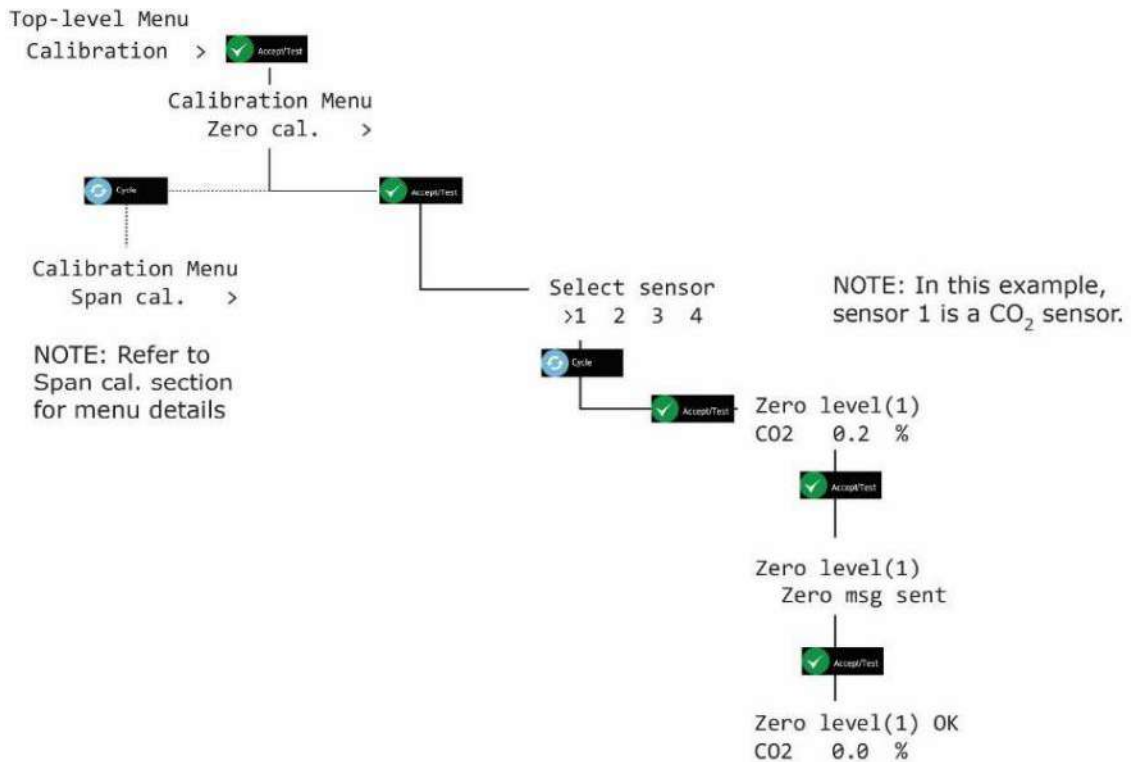 Top-level Menu
Calibration > Accept/Test
Calibration Menu
Zero cal. >
Cycle
Accept/Test
Calibration Menu
Span cal. >
NOTE: Refer to
Span cal. section
for menu details
Select sensor
>1 2 3 4
NOTE: In this example,
sensor 1 is a CO₂ sensor.
Cycle
Accept/Test
Zero level(1)
CO2 0.2 %
Accept/Test
Zero level(1)
Zero msg sent
Accept/Test
Zero level(1) OK
CO2 0.0 %